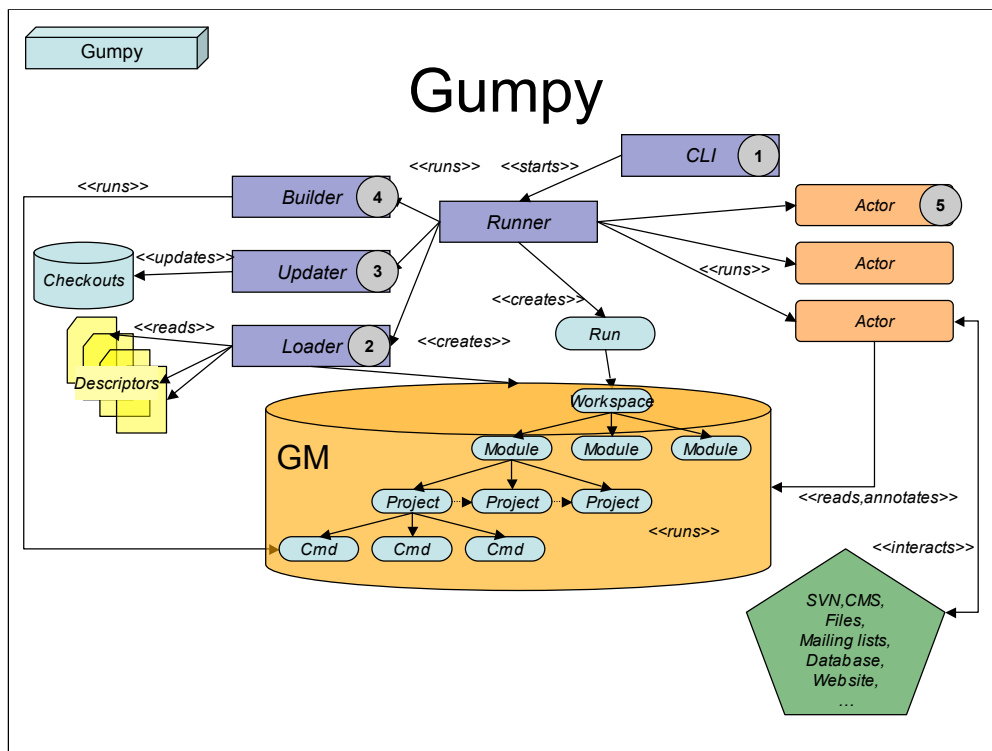 Gumpy
Gumpy
CLI
1
<<starts>>
<<runs>>
<<runs>>
Builder
4
Runner
Actor
5
<<updates>>
Checkouts
Updater
3
<<runs>>
Actor
<<creates>>
Actor
<<reads>>
Loader
2
<<creates>>
Run
Descriptors
Workspace
GM
Module
Module
Module
Project
Project
Project
<<reads,annotates>>
<<runs>>
Cmd
Cmd
Cmd
<<interacts>>
SVN,CMS,
Files,
Mailing lists,
Database,
Website,
…